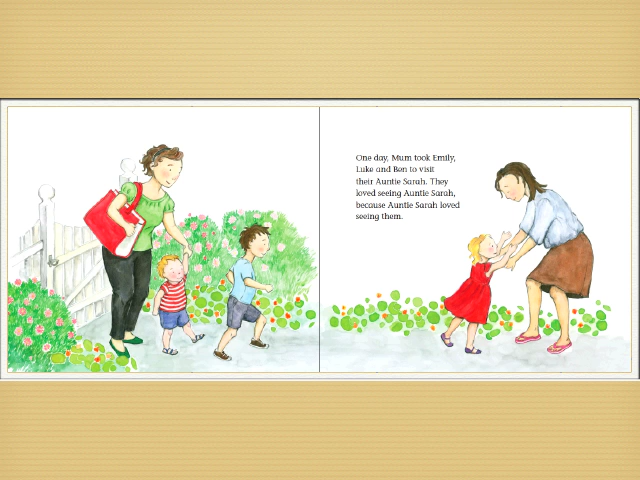 One day, Mum took Emily,
Luke and Ben to visit
their Auntie Sarah. They
loved seeing Auntie Sarah,
because Auntie Sarah loved
seeing them.